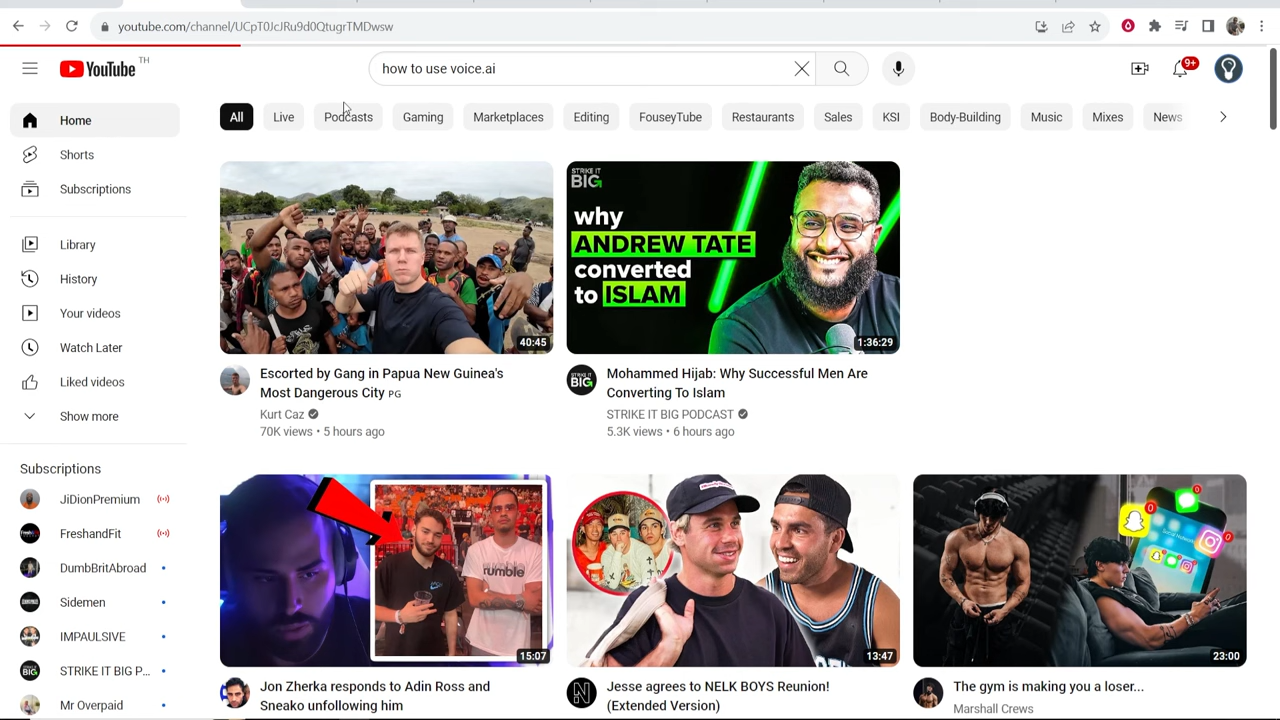 youtube.com/channel/UCpT0JcJRu9d0QtugrTMDwsw
YouTube TH
how to use voice.ai
9+
Home
Shorts
Subscriptions
Library
History
Your videos
Watch Later
Liked videos
Show more
Subscriptions
JiDionPremium
FreshandFit
DumbBritAbroad
Sidemen
IMPAULSIVE
STRIKE IT BIG P...
Mr Overpaid
All
Live
Podcasts
Gaming
Marketplaces
Editing
FouseyTube
Restaurants
Sales
KSI
Body-Building
Music
Mixes
News
40:45
Escorted by Gang in Papua New Guinea's
Most Dangerous City PG
Kurt Caz
70K views • 5 hours ago
STRIKE IT
BIG
why
ANDREW TATE
converted
to ISLAM
1:36:29
STRIKE IT
BIG
Mohammed Hijab: Why Successful Men Are
Converting To Islam
STRIKE IT BIG PODCAST
5.3K views • 6 hours ago
rumble
15:07
Jon Zherka responds to Adin Ross and
Sneako unfollowing him
13:47
Jesse agrees to NELK BOYS Reunion!
(Extended Version)
23:00
The gym is making you a loser...
Marshall Crews